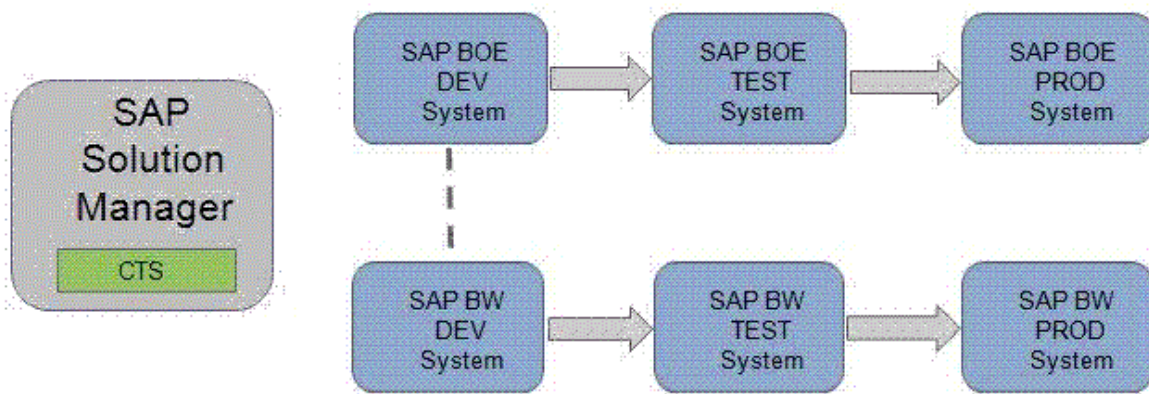 SAP
Solution
Manager
CTS
SAP BOE
DEV
System
SAP BOE
TEST
System
SAP BOE
PROD
System
SAP BW
DEV
System
SAP BW
TEST
System
SAP BW
PROD
System